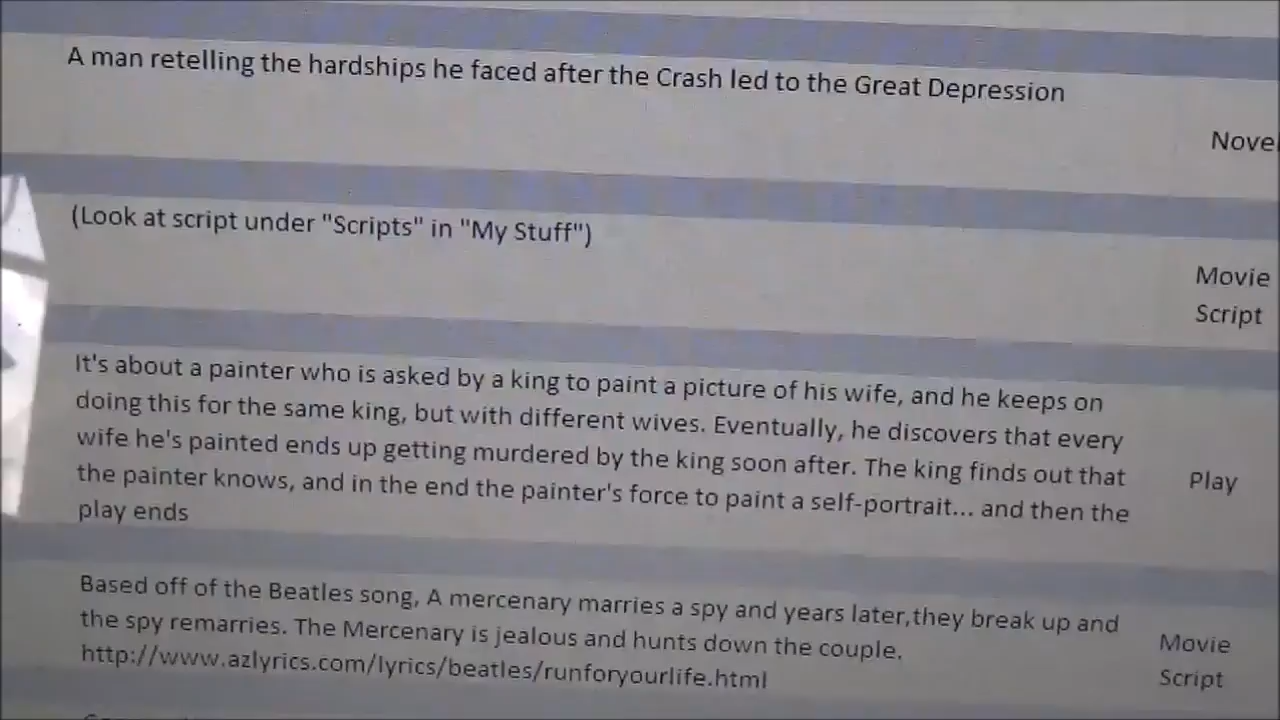 A man retelling the hardships he faced after the Crash led to the Great Depression
Novel
(Look at script under "Scripts" in "My Stuff")
Movie
Script
It's about a painter who is asked by a king to paint a picture of his wife, and he keeps on
doing this for the same king, but with different wives. Eventually, he discovers that every
wife he's painted ends up getting murdered by the king soon after. The king finds out that
the painter knows, and in the end the painter's force to paint a self-portrait... and then the
play ends
Play
Based off of the Beatles song, A mercenary marries a spy and years later,they break up and
the spy remarries. The Mercenary is jealous and hunts down the couple.
http://www.azlyrics.com/lyrics/beatles/runforyourlife.html
Movie
Script